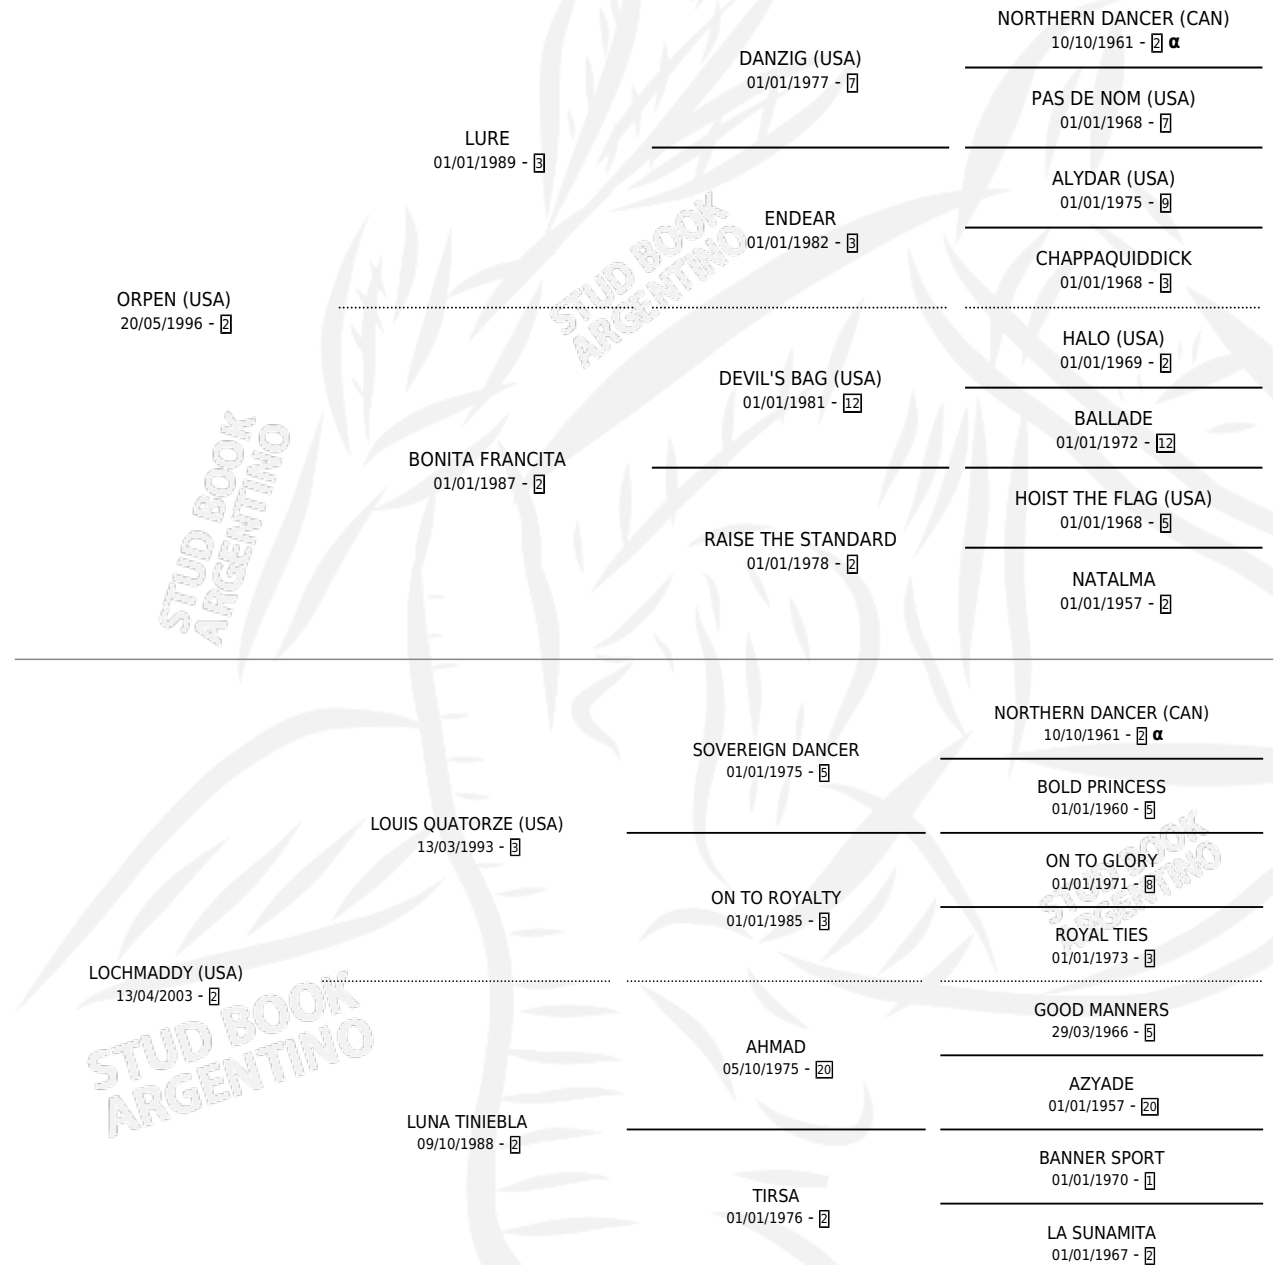 NORTHERN DANCER (CAN)
10/10/1961 - 2 α
DANZIG (USA)
01/01/1977 - 7
PAS DE NOM (USA)
01/01/1968 - 7
LURE
01/01/1989 - 3
ALYDAR (USA)
01/01/1975 - 9
ENDEAR
01/01/1982 - 3
CHAPPAQUIDDICK
01/01/1968 - 3
ORPEN (USA)
20/05/1996 - 2
HALO (USA)
01/01/1969 - 2
DEVIL'S BAG (USA)
01/01/1981 - 12
BALLADE
01/01/1972 - 12
BONITA FRANCITA
01/01/1987 - 2
HOIST THE FLAG (USA)
01/01/1968 - 5
RAISE THE STANDARD
01/01/1978 - 2
NATALMA
01/01/1957 - 2
NORTHERN DANCER (CAN)
10/10/1961 - 2 α
SOVEREIGN DANCER
01/01/1975 - 5
BOLD PRINCESS
01/01/1960 - 5
LOUIS QUATORZE (USA)
13/03/1993 - 3
ON TO GLORY
01/01/1971 - 8
ON TO ROYALTY
01/01/1985 - 3
ROYAL TIES
01/01/1973 - 3
LOCHMADDY (USA)
13/04/2003 - 2
GOOD MANNERS
29/03/1966 - 5
AHMAD
05/10/1975 - 20
AZYADE
01/01/1957 - 20
LUNA TINIEBLA
09/10/1988 - 2
BANNER SPORT
01/01/1970 - 1
TIRSA
01/01/1976 - 2
LA SUNAMITA
01/01/1967 - 2
STUD BOOK
ARGENTINO
STUD BOOK
ARGENTINO
STUD BOOK
ARGENTINO
STUD BOOK
ARGENTINO